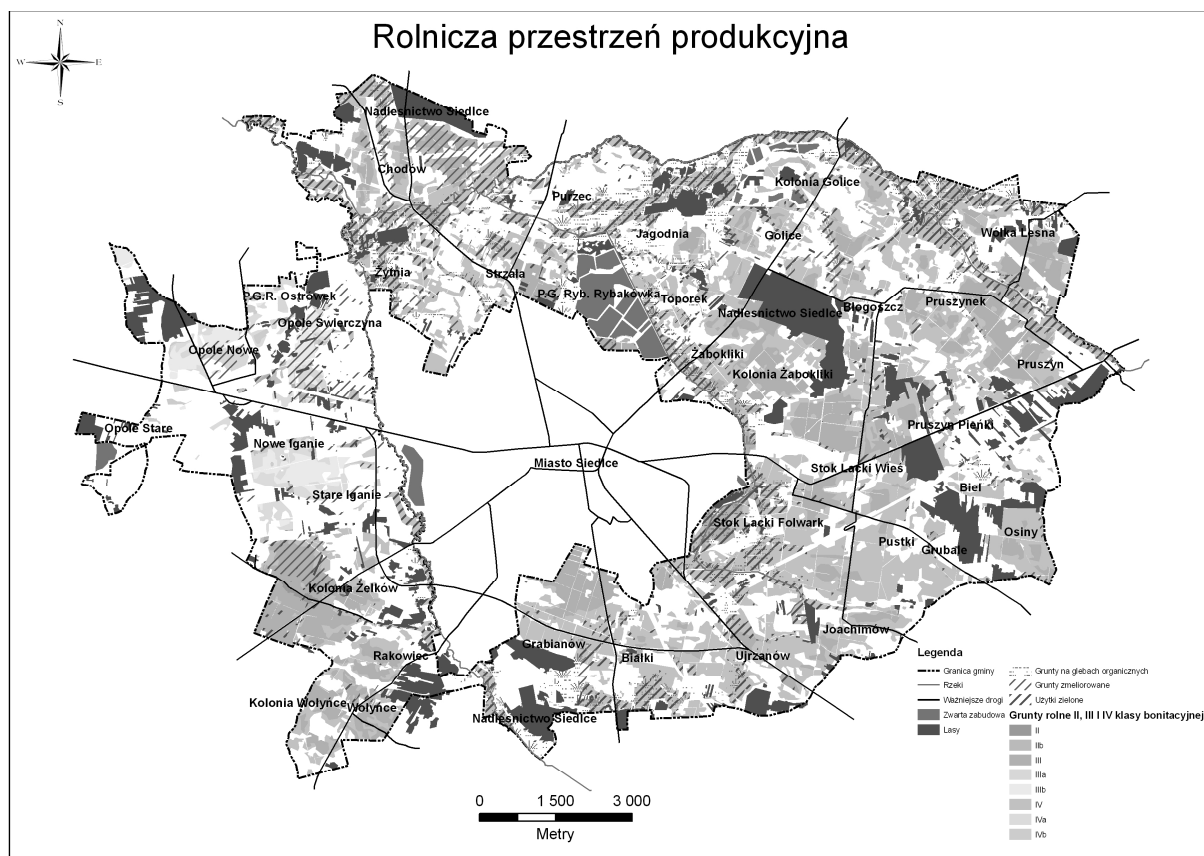 Rolnicza przestrzeń produkcyjna
N
W
E
S
Nadleśnictwo Siedlce
Chodów
Kolonia Golice
Purzec
Jagodnia
Golice
Wólka Leśna
Żytnia
Strzała
P.G.R. Ostrówek
P.G. Ryb. Rybakówka
Toporek
Błogoszcz
Pruszynek
Nadleśnictwo Siedlce
Opole Świerczyna
Opole Nowe
Żabokliki
Kolonia Żabokliki
Pruszyn
Opole Stare
Pruszyn Pieńki
Nowe Iganie
Miasto Siedlce
Stok Lacki Wieś
Biel
Stare Iganie
Stok Lacki Folwark
Osiny
Pustki
Grubale
Kolonia Żelków
Joachimów
Grabianów
Rakowiec
Białki
Ujrzanów
Kolonia Wołyńce
Wołyńce
Nadleśnictwo Siedlce
Legenda
Granica gminy
Rzeki
Ważniejsze drogi
Zwarta zabudowa
Lasy
Grunty na glebach organicznych
Grunty zmeliorowane
Użytki zielone
Grunty rolne II, III I IV klasy bonitacyjnej
II
IIb
III
IIIa
IIIb
IV
IVa
IVb
0 1 500 3 000
Metry